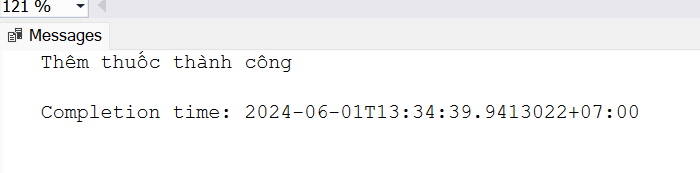 121 %
Messages
Thêm thuốc thành công
Completion time: 2024-06-01T13:34:39.9413022+07:00